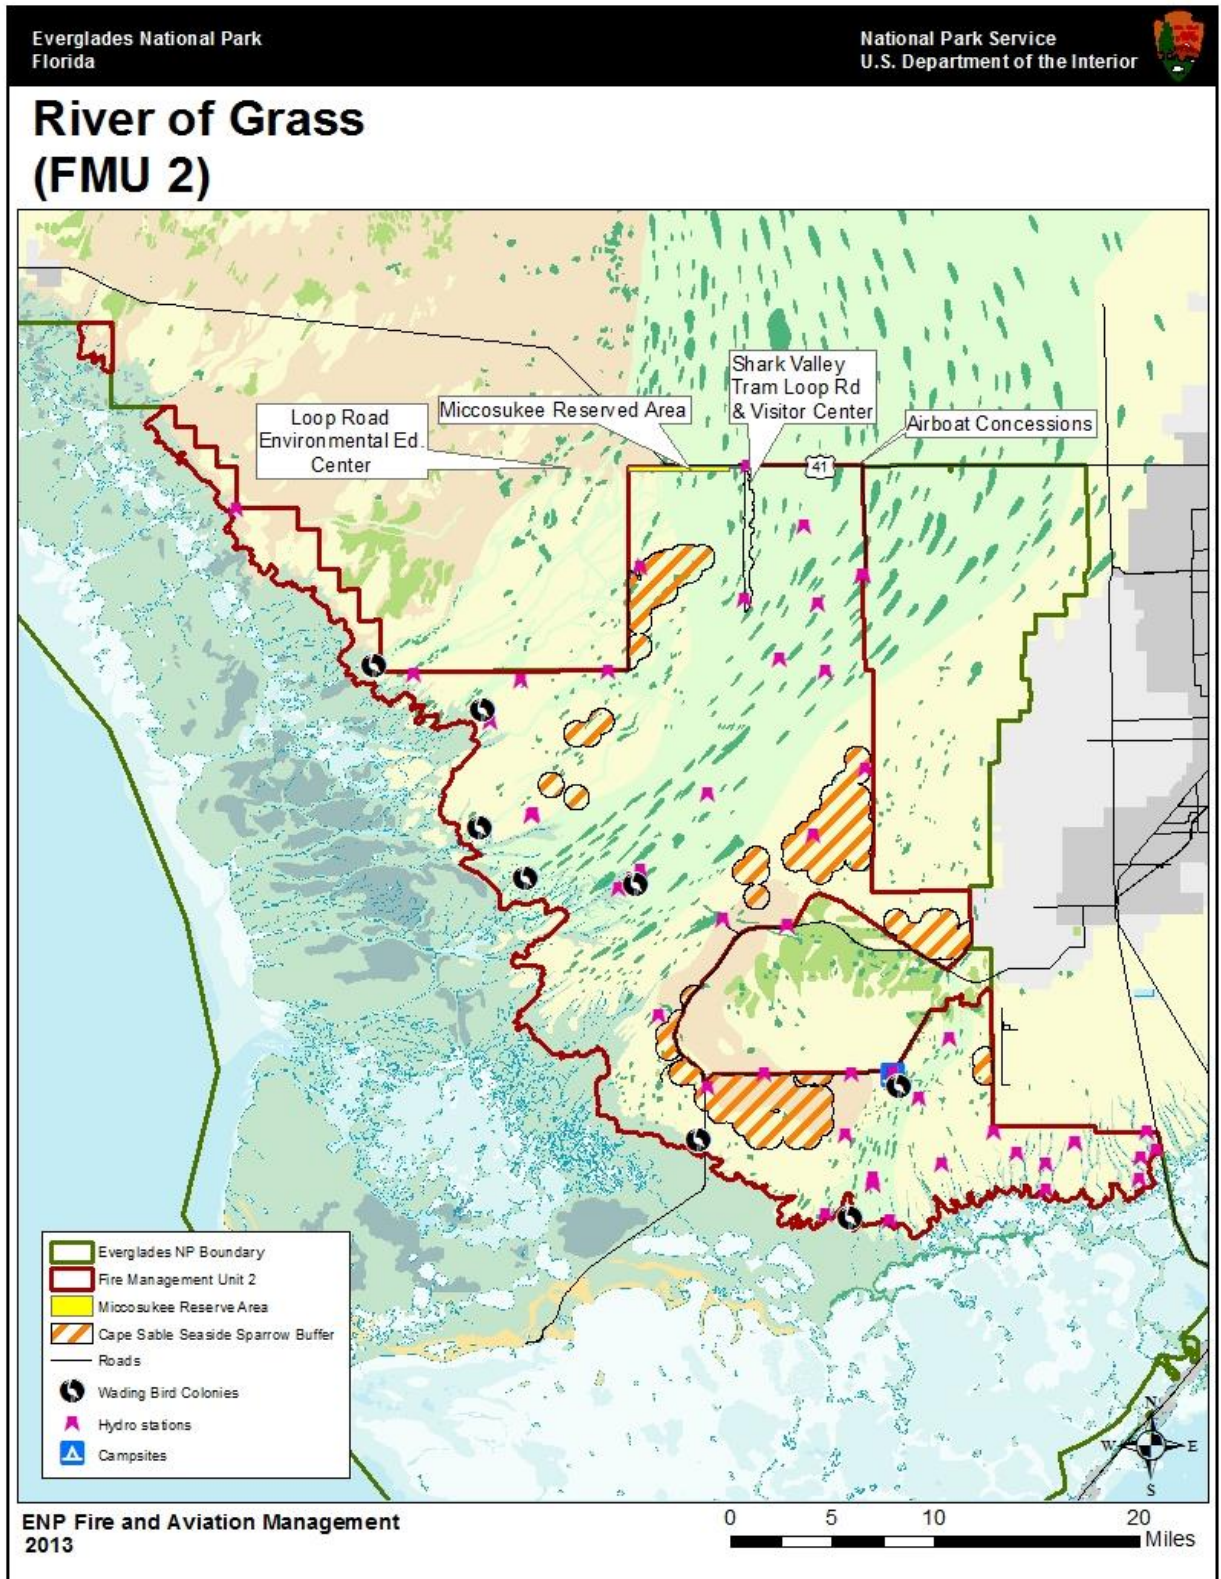 Everglades National Park
Florida
National Park Service
U.S. Department of the Interior
River of Grass
(FMU 2)
Shark Valley
Tram Loop Rd
& Visitor Center
Miccosukee Reserved Area
Loop Road
Environmental Ed.
Center
Airboat Concessions
41
Everglades NP Boundary
Fire Management Unit 2
Miccosukee Reserve Area
Cape Sable Seaside Sparrow Buffer
Roads
Wading Bird Colonies
Hydro stations
Campsites
N
W E
S
ENP Fire and Aviation Management
2013
0 5 10 20
Miles